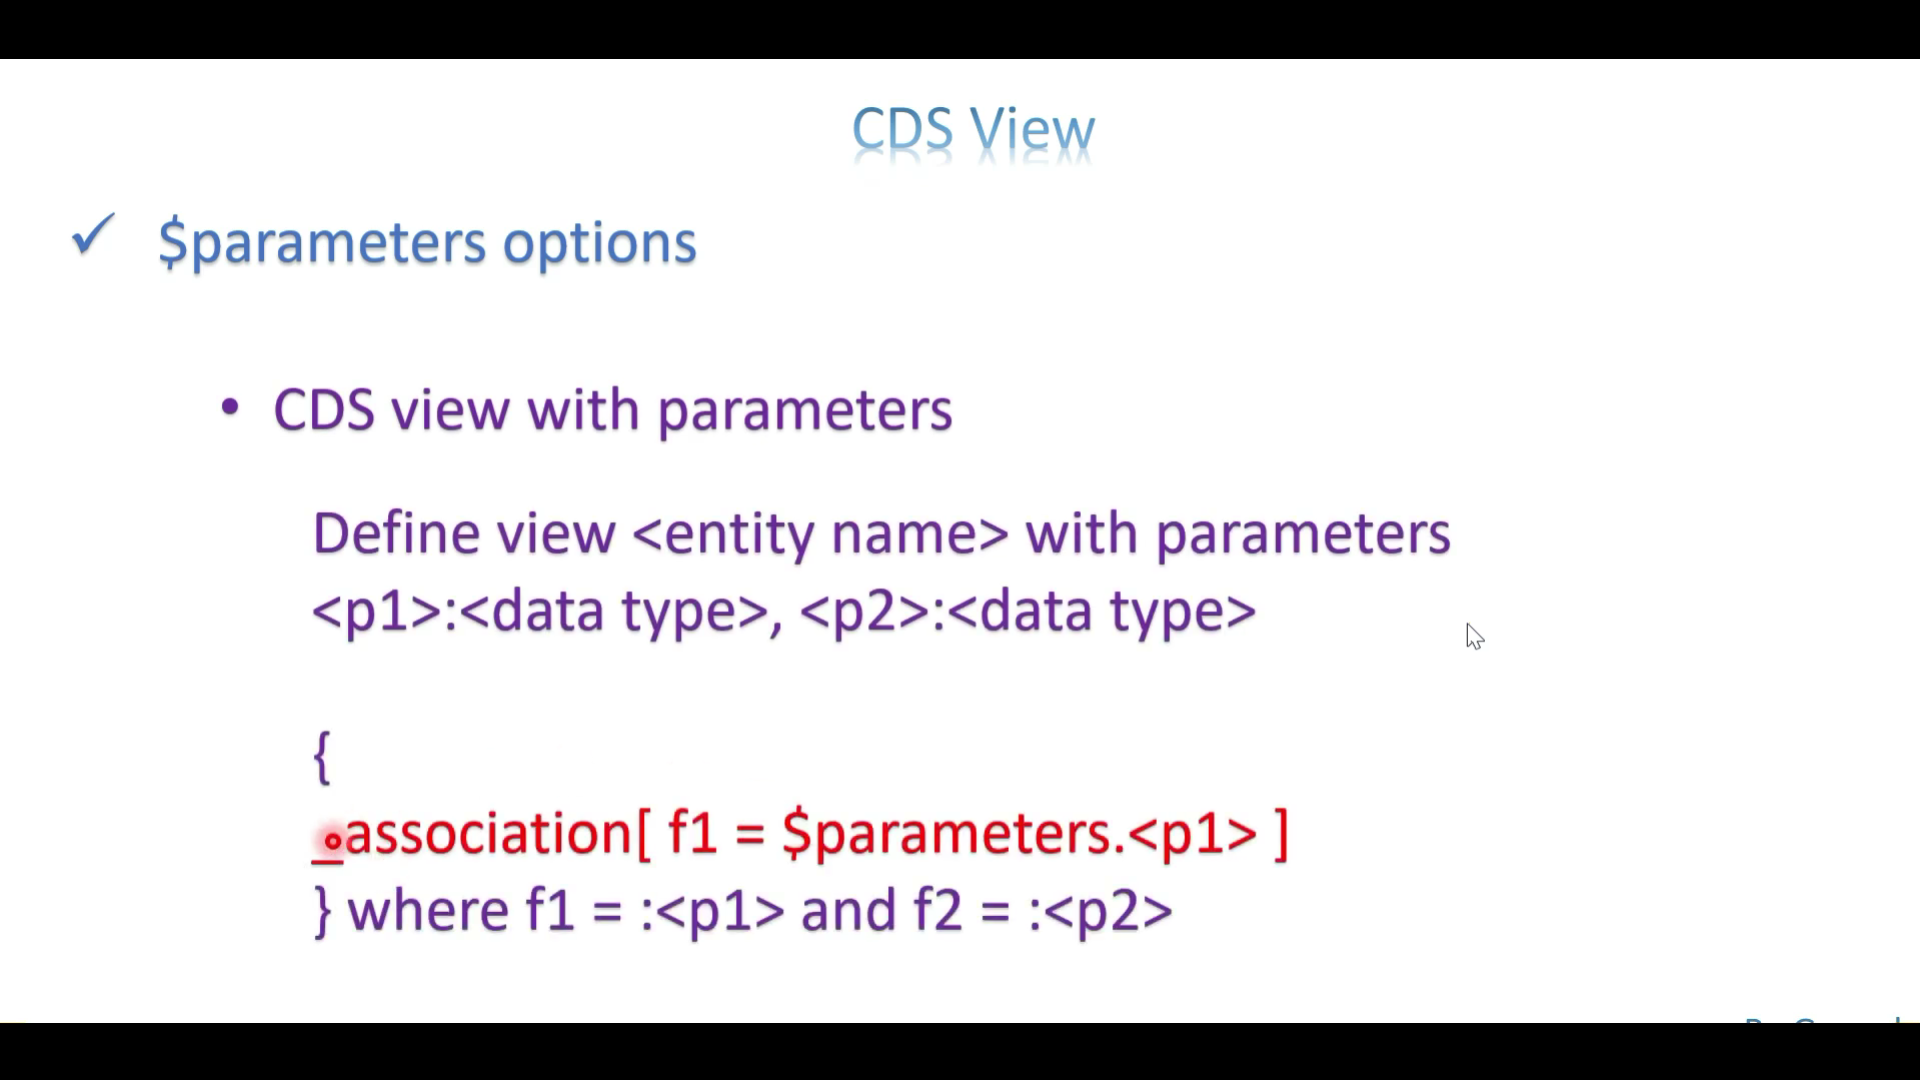 CDS View
✓ $parameters options
• CDS view with parameters
Define view <entity name> with parameters
<p1>:<data type>, <p2>:<data type>
{
_association[ f1 = $parameters.<p1> ]
} where f1 = :<p1> and f2 = :<p2>